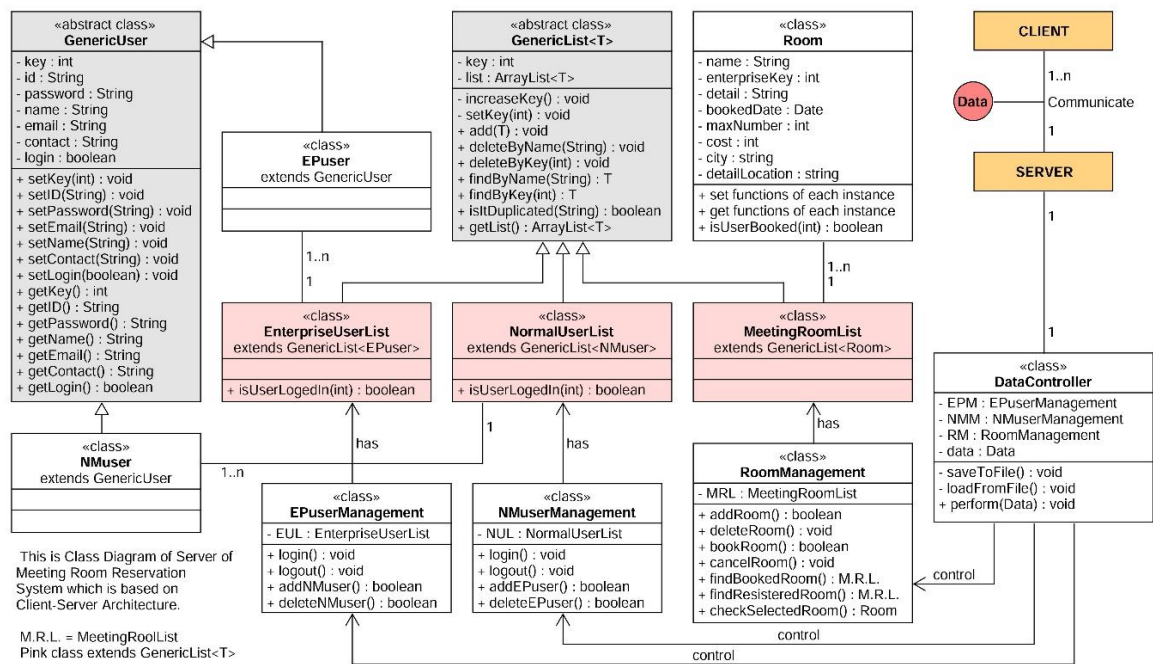 «abstract class»
GenericUser
- key : int
- id : String
- password : String
- name : String
- email : String
- contact : String
- login : boolean
+ setKey(int) : void
+ setID(String) : void
+ setPassword(String) : void
+ setEmail(String) : void
+ setName(String) : void
+ setContact(String) : void
+ setLogin(boolean) : void
+ getKey() : int
+ getID() : String
+ getPassword() : String
+ getName() : String
+ getEmail() : String
+ getContact() : String
+ getLogin() : boolean
«class»
EPuser
extends GenericUser
«abstract class»
GenericList<T>
- key : int
- list : ArrayList<T>
- increaseKey() : void
- setKey(int) : void
+ add(T) : void
+ deleteByName(String) : void
+ deleteByKey(int) : void
+ findByName(String) : T
+ findByKey(int) : T
+ isItDuplicated(String) : boolean
+ getList() : ArrayList<T>
«class»
Room
- name : String
- enterpriseKey : int
- detail : String
- bookedDate : Date
- maxNumber : int
- cost : int
- city : string
- detailLocation : string
+ set functions of each instance
+ get functions of each instance
+ isUserBooked(int) : boolean
CLIENT
1..n
Data
Communicate
1
SERVER
1
1
1..n
1
1..n
1
«class»
EnterpriseUserList
extends GenericList<EPuser>
+ isUserLogedIn(int) : boolean
«class»
NormalUserList
extends GenericList<NMuser>
+ isUserLogedIn(int) : boolean
«class»
MeetingRoomList
extends GenericList<Room>
«class»
DataController
- EPM : EPuserManagement
- NMM : NMuserManagement
- RM : RoomManagement
- data : Data
- saveToFile() : void
- loadFromFile() : void
+ perform(Data) : void
«class»
NMuser
extends GenericUser
1..n
has
1
has
has
«class»
EPuserManagement
- EUL : EnterpriseUserList
+ login() : void
+ logout() : void
+ addNMuser() : boolean
+ deleteNMuser() : boolean
«class»
NMuserManagement
- NUL : NormalUserList
+ login() : void
+ logout() : void
+ addEPuser() : boolean
+ deleteEPuser() : boolean
«class»
RoomManagement
- MRL : MeetingRoomList
+ addRoom() : boolean
+ deleteRoom() : void
+ bookRoom() : boolean
+ cancelRoom() : void
+ findBookedRoom() : M.R.L.
+ findResisteredRoom() : M.R.L.
+ checkSelectedRoom() : Room
control
control
control
This is Class Diagram of Server of
Meeting Room Reservation
System which is based on
Client-Server Architecture.
M.R.L. = MeetingRoolList
Pink class extends GenericList<T>